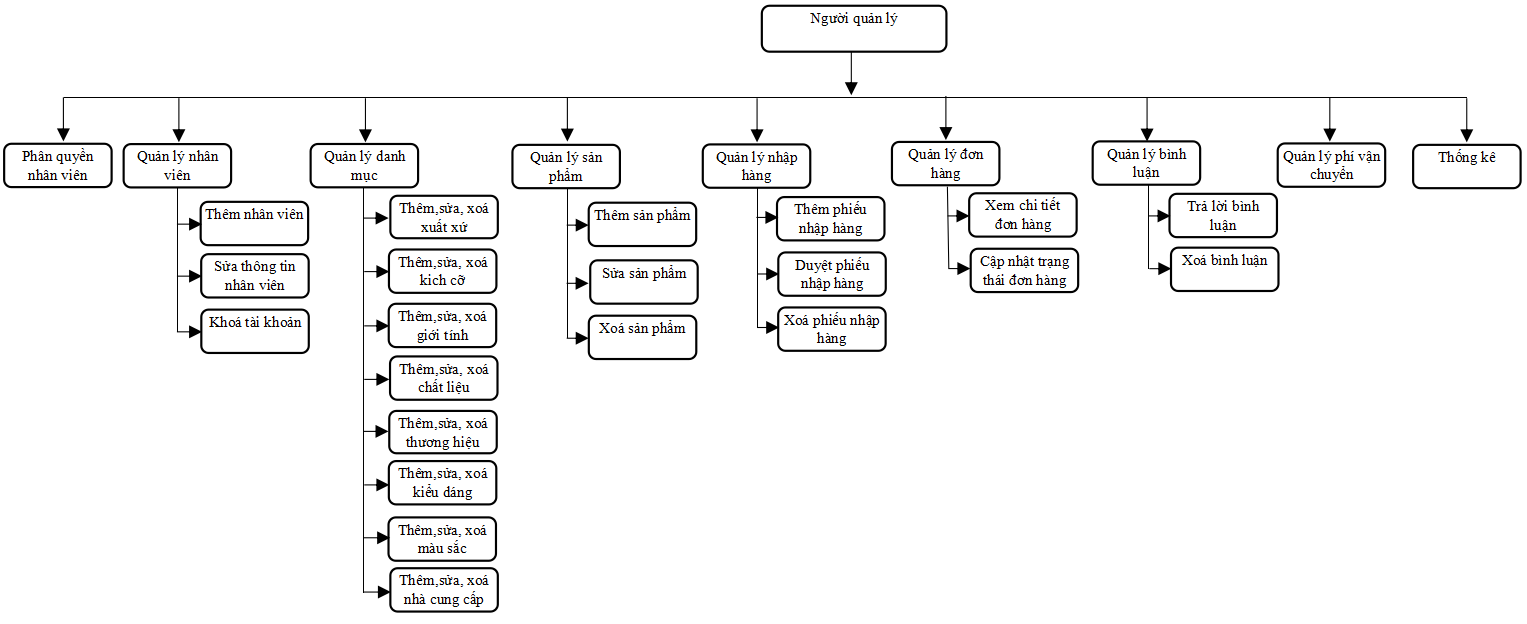 Người quản lý
Phân quyền
nhân viên
Quản lý nhân
viên
Thêm nhân viên
Sửa thông tin
nhân viên
Khoá tài khoản
Quản lý danh
mục
Thêm,sửa, xoá
xuất xứ
Thêm,sửa, xoá
kich cỡ
Thêm,sửa, xoá
giới tính
Thêm,sửa, xoá
chất liệu
Thêm,sửa, xoá
thương hiệu
Thêm,sửa, xoá
kiểu dáng
Thêm,sửa, xoá
màu sắc
Thêm,sửa, xoá
nhà cung cấp
Quản lý sản
phẩm
Thêm sản phẩm
Sửa sản phẩm
Xoá sản phẩm
Quản lý nhập
hàng
Thêm phiếu
nhập hàng
Duyệt phiếu
nhập hàng
Xoá phiếu nhập
hàng
Quản lý đơn
hàng
Xem chi tiết
đơn hàng
Cập nhật trạng
thái đơn hàng
Quản lý bình
luận
Trả lời bình
luận
Xoá bình luận
Quản lý phí vận
chuyển
Thống kê